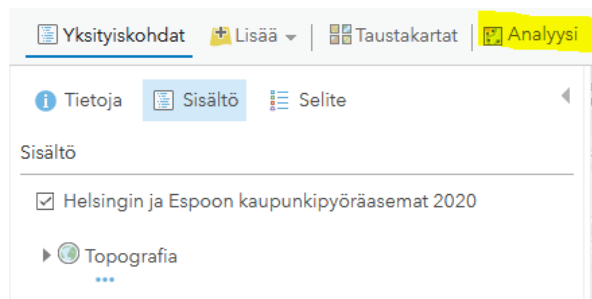 Yksityiskohdat Lisää Taustakartat Analyysi
Tietoja Sisältö Selite
Sisältö
Helsingin ja Espoon kaupunkipyöräasemat 2020
Topografia